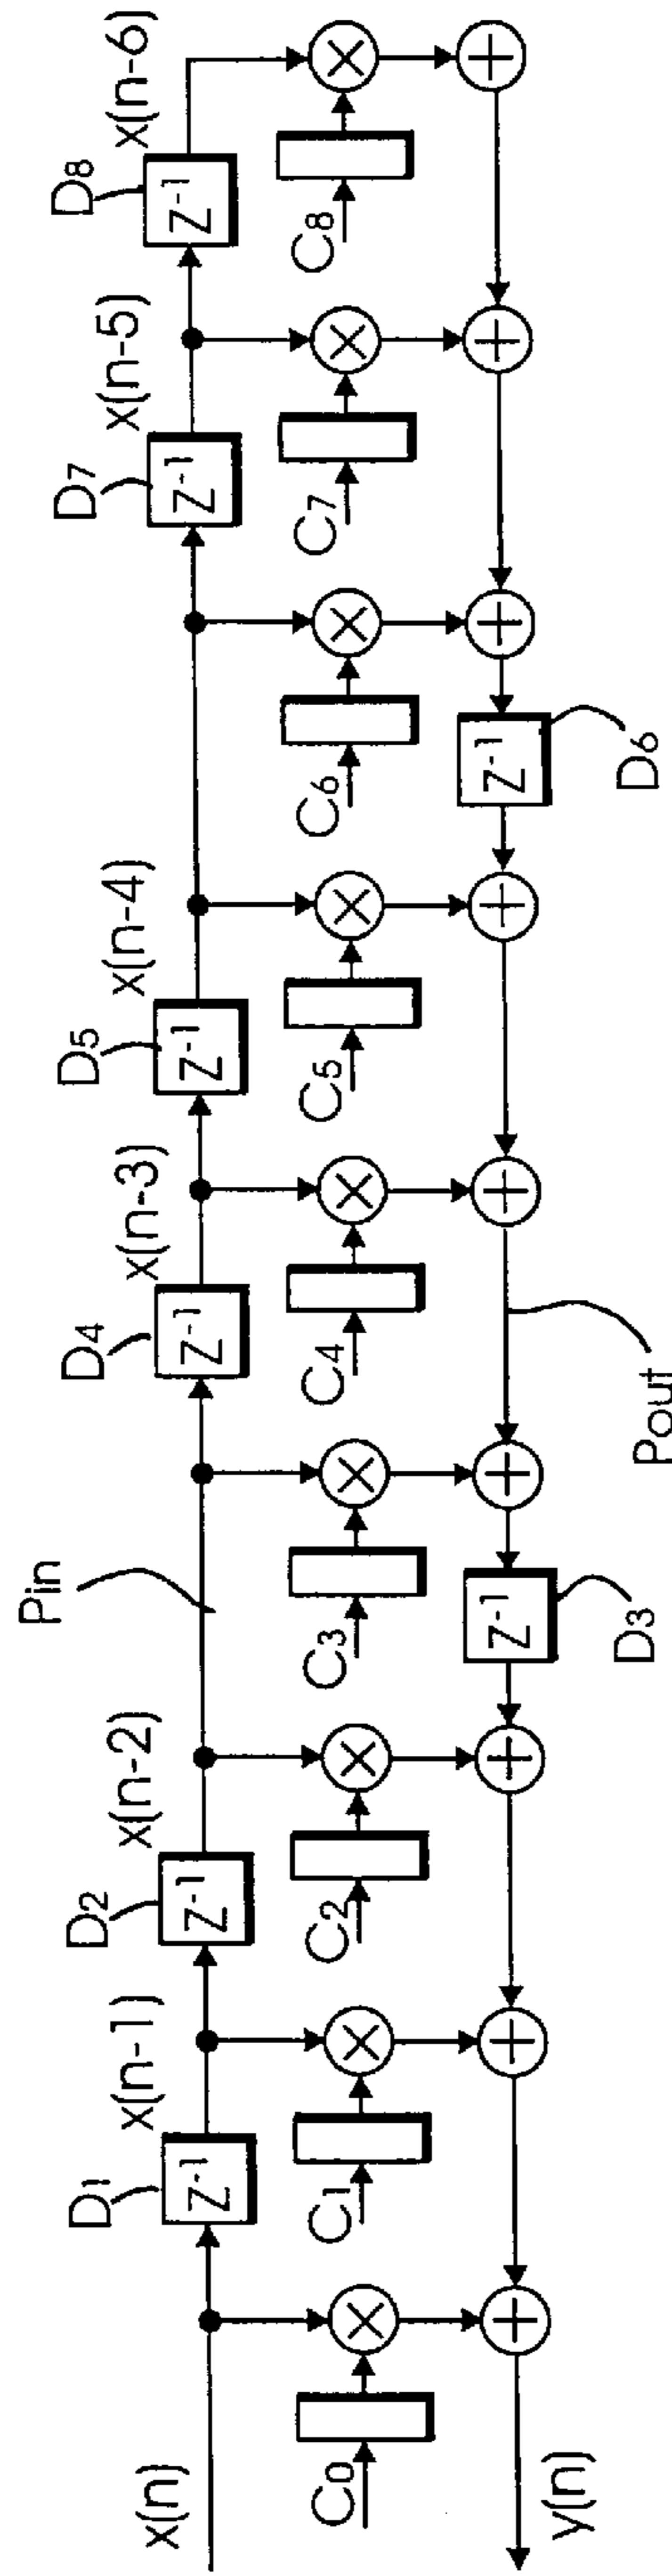 x(n)
x(n-1)
x(n-2)
x(n-3)
x(n-4)
x(n-5)
x(n-6)
D1
D2
Pin
D4
D5
D7
D8
Z-1
Z-1
Z-1
Z-1
Z-1
Z-1
C0
C1
C2
C3
C4
C5
C6
C7
C8
y(n)
Z-1
Z-1
D3
Pout
D6